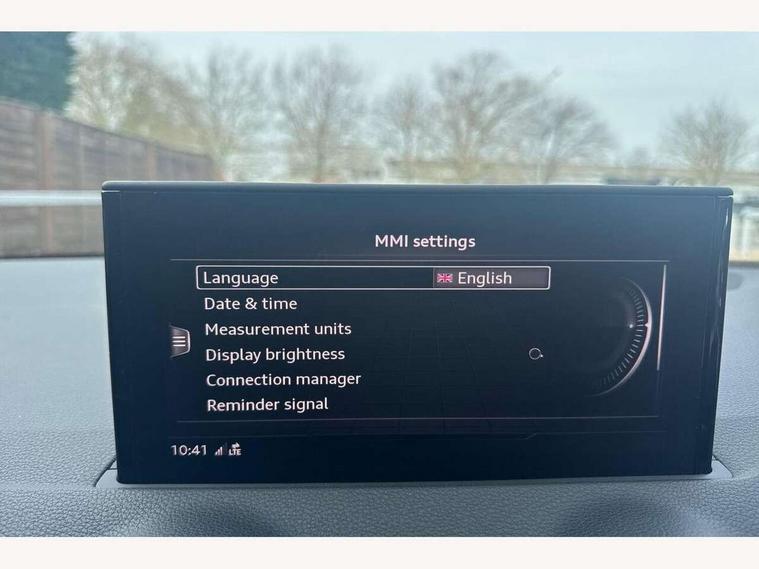 MMI settings
Language English
Date & time
Measurement units
Display brightness
Connection manager
Reminder signal
10:41 LTE